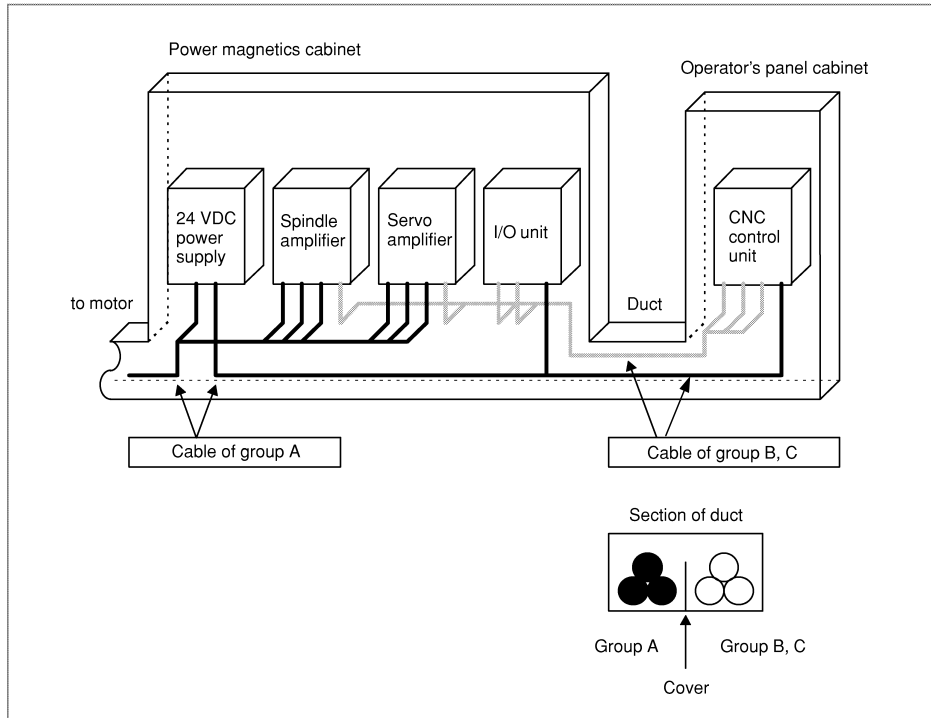 Power magnetics cabinet
Operator's panel cabinet
24 VDC
power
supply
Spindle
amplifier
Servo
amplifier
I/O unit
CNC
control
unit
to motor
Duct
Cable of group A
Cable of group B, C
Section of duct
Group A
Group B, C
Cover